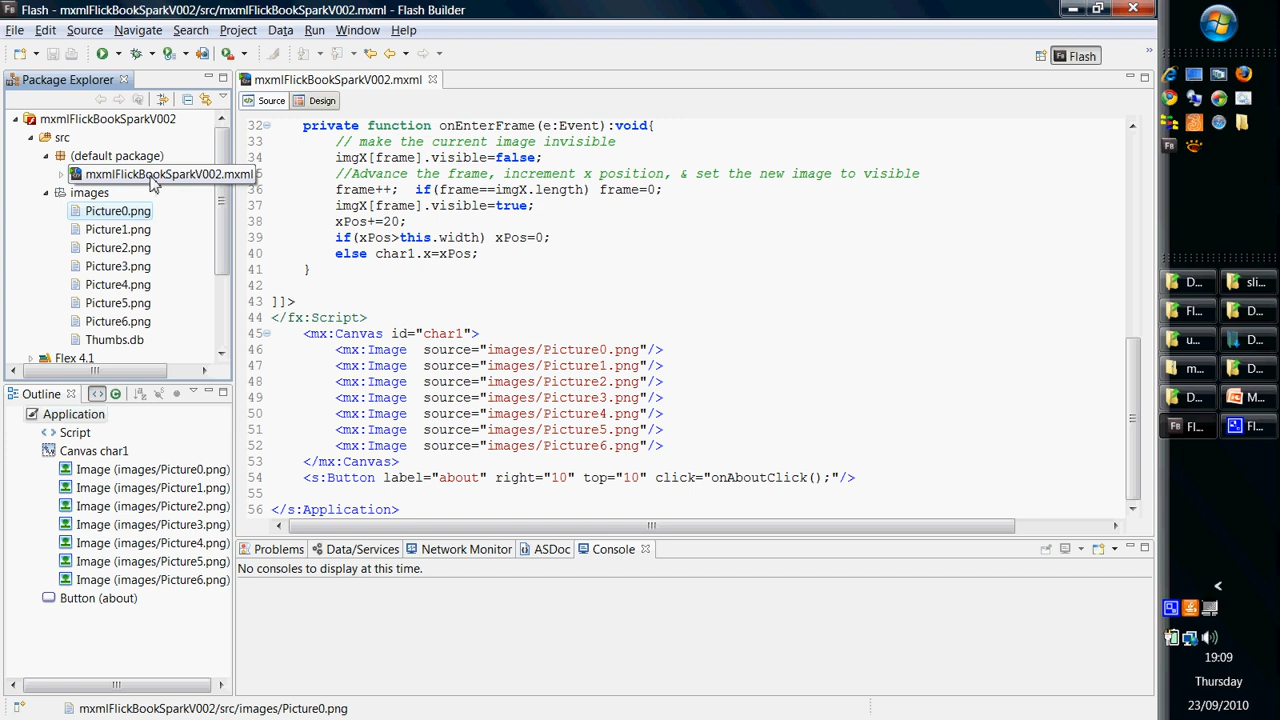 Flash - mxmlFlickBookSparkV002/src/mxmlFlickBookSparkV002.mxml - Flash Builder
File Edit Source Navigate Search Project Data Run Window Help
Flash
Package Explorer
mxmlFlickBookSparkV002
src
(default package)
mxmlFlickBookSparkV002.mxml
images
Picture0.png
Picture1.png
Picture2.png
Picture3.png
Picture4.png
Picture5.png
Picture6.png
Thumbs.db
Flex 4.1
Outline
Application
Script
Canvas char1
Image (images/Picture0.png)
Image (images/Picture1.png)
Image (images/Picture2.png)
Image (images/Picture3.png)
Image (images/Picture4.png)
Image (images/Picture5.png)
Image (images/Picture6.png)
Button (about)
mxmlFlickBookSparkV002.mxml
Source Design
32 private function onEnterFrame(e:Event):void{
33 // make the current image invisible
34 imgX[frame].visible=false;
5 //Advance the frame, increment x position, & set the new image to visible
36 frame++; if(frame==imgX.length) frame=0;
37 imgX[frame].visible=true;
38 xPos+=20;
39 if(xPos>this.width) xPos=0;
40 else char1.x=xPos;
41 }
42
43 ]]>
44 </fx:Script>
45 <mx:Canvas id="char1">
46 <mx:Image source="images/Picture0.png"/>
47 <mx:Image source="images/Picture1.png"/>
48 <mx:Image source="images/Picture2.png"/>
49 <mx:Image source="images/Picture3.png"/>
50 <mx:Image source="images/Picture4.png"/>
51 <mx:Image source="images/Picture5.png"/>
52 <mx:Image source="images/Picture6.png"/>
53 </mx:Canvas>
54 <s:Button label="about" right="10" top="10" click="onAboutClick();"/>
55
56 </s:Application>
Problems Data/Services Network Monitor ASDoc Console
No consoles to display at this time.
mxmlFlickBookSparkV002/src/images/Picture0.png
Fb
D... sli...
Fl...
u... D...
m... D...
D... M...
Fb Fl... Fl...
19:09
Thursday
23/09/2010